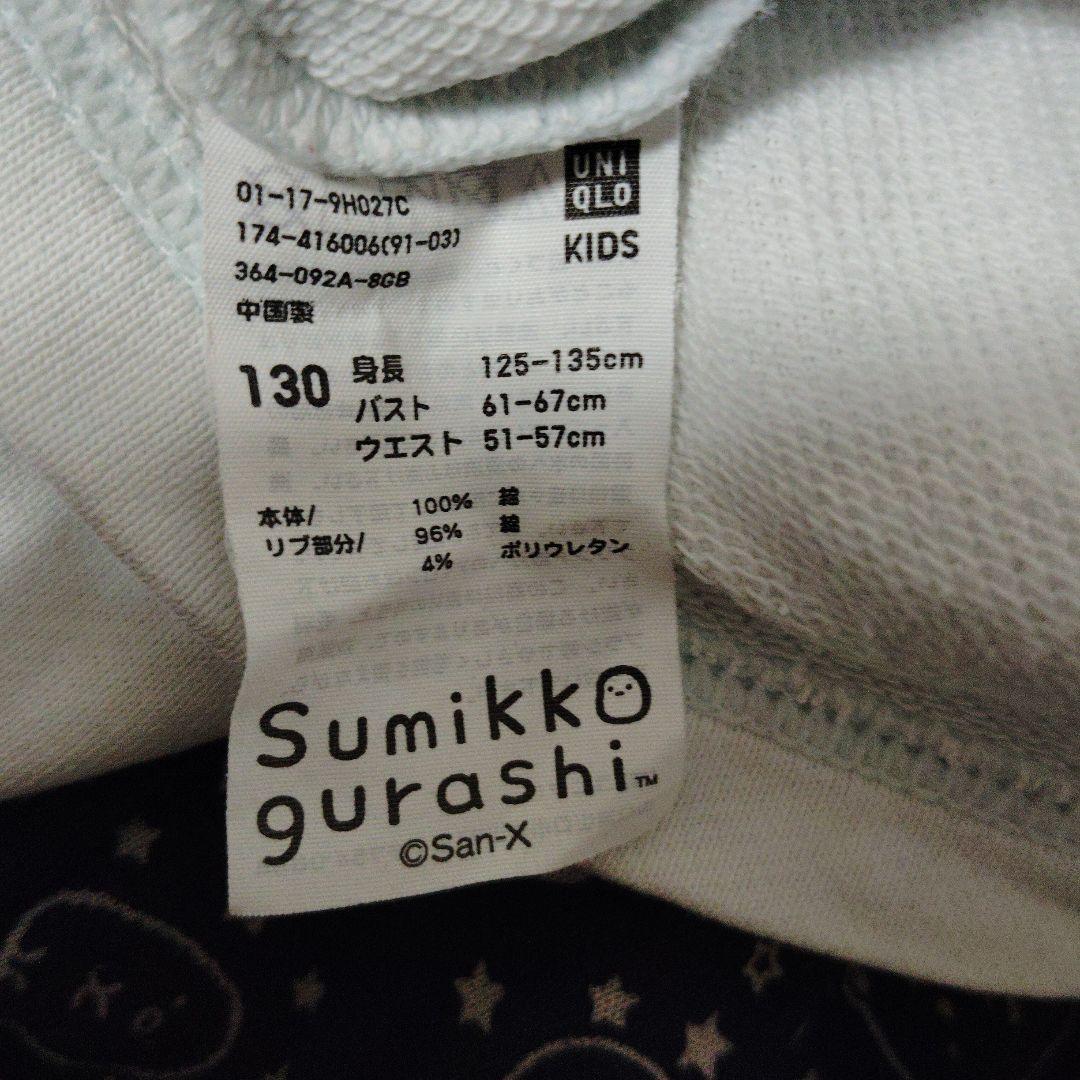 UNI
QLO
KIDS
01-17-9H027C
174-416006(91-03)
364-092A-8GB
中国製
130
身長 125-135cm
バスト 61-67cm
ウエスト 51-57cm
本体/ 100% 綿
リブ部分/ 96% 綿
4% ポリウレタン
Sumikko
gurashi™
©San-X